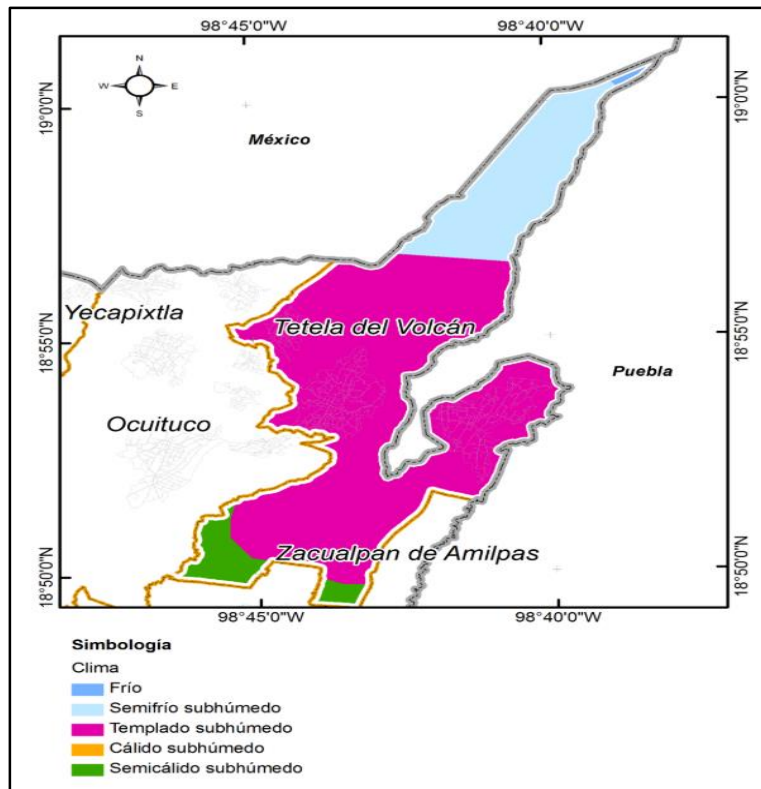 98°45'0"W
98°40'0"W
N
W
E
S
19°0'0"N
19°0'0"N
México
Yecapixtla
Tetela del Volcán
18°55'0"N
18°55'0"N
Puebla
Ocuituco
Zacualpan de Amilpas
18°50'0"N
18°50'0"N
98°45'0"W
98°40'0"W
Simbología
Clima
Frío
Semifrío subhúmedo
Templado subhúmedo
Cálido subhúmedo
Semicálido subhúmedo